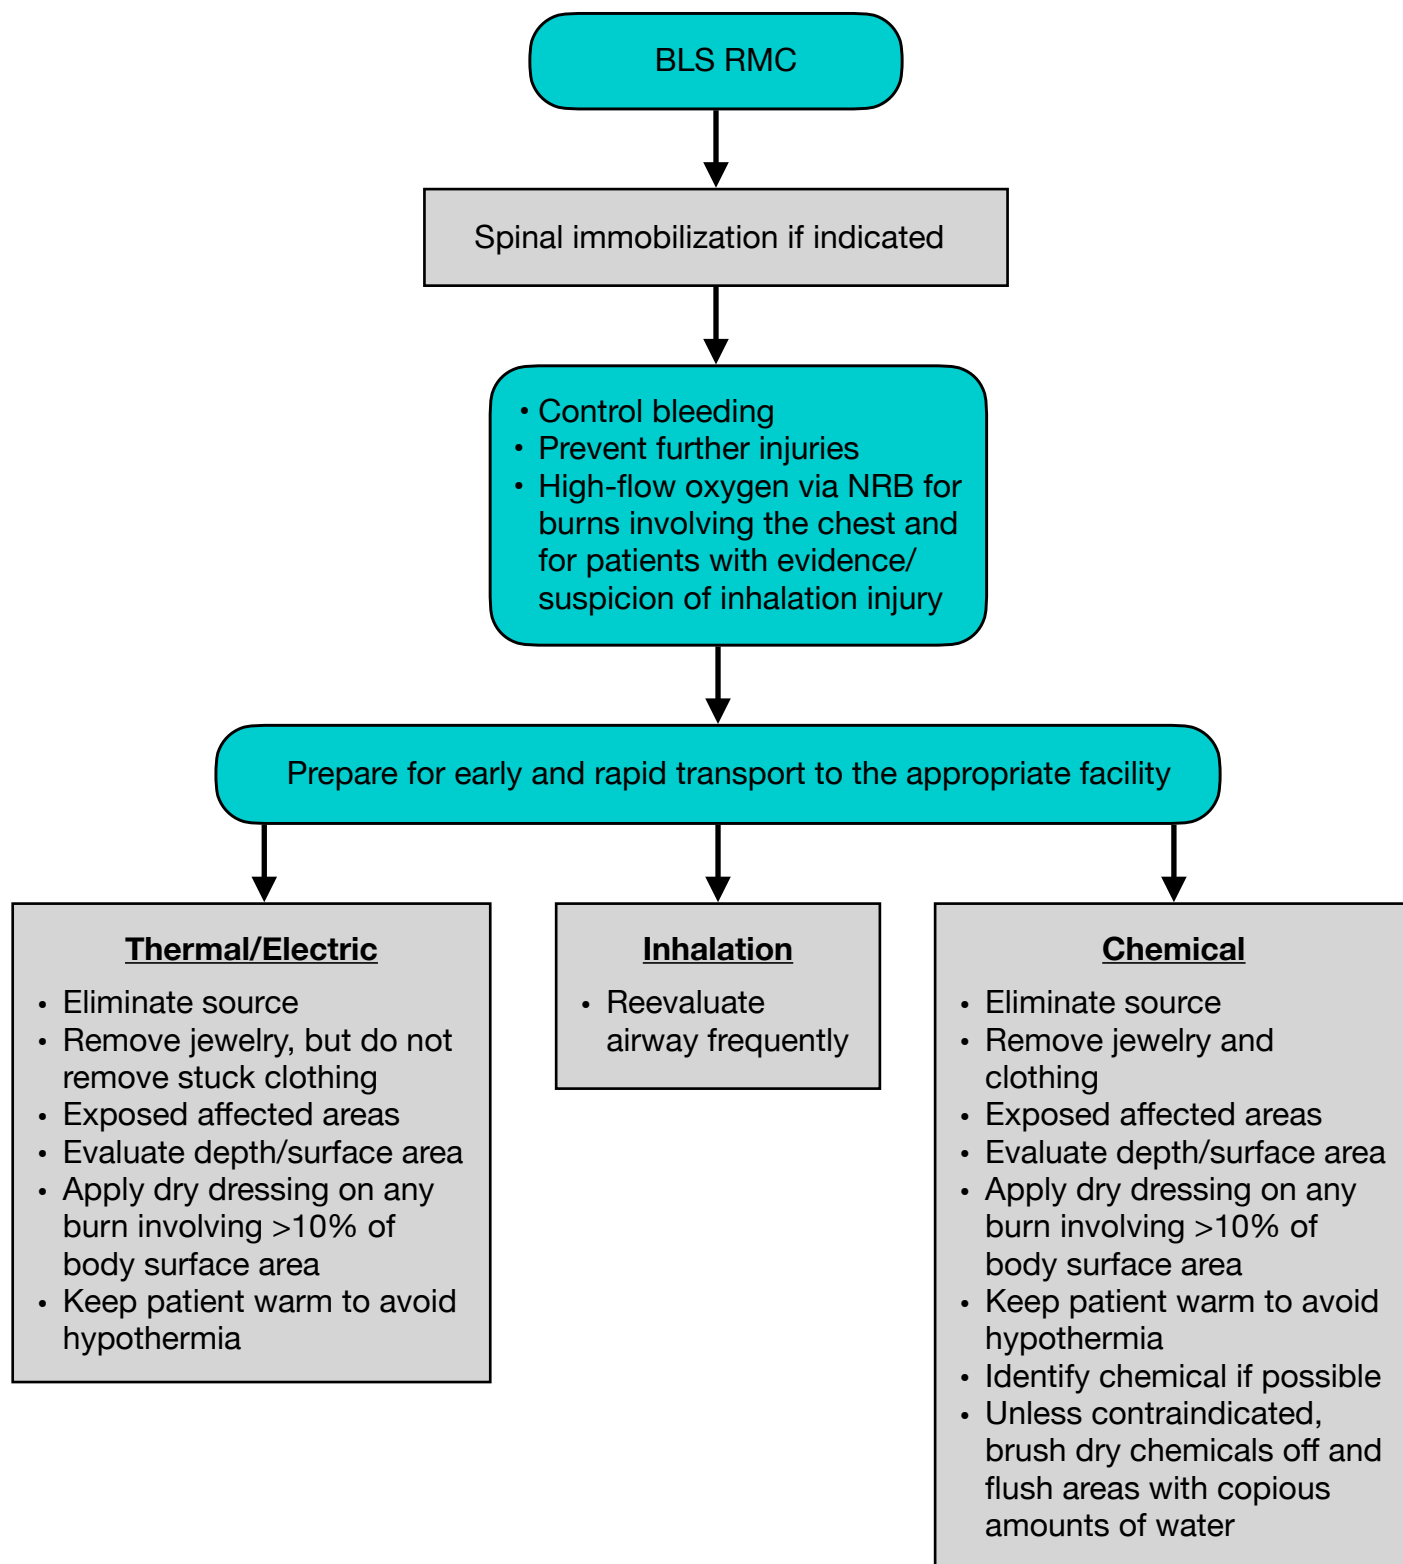 BLS RMC
Spinal immobilization if indicated
• Control bleeding
• Prevent further injuries
• High-flow oxygen via NRB for
burns involving the chest and
for patients with evidence/
suspicion of inhalation injury
Prepare for early and rapid transport to the appropriate facility
Thermal/Electric
• Eliminate source
• Remove jewelry, but do not
remove stuck clothing
• Exposed affected areas
• Evaluate depth/surface area
• Apply dry dressing on any
burn involving >10% of
body surface area
• Keep patient warm to avoid
hypothermia
Inhalation
• Reevaluate
airway frequently
Chemical
• Eliminate source
• Remove jewelry and
clothing
• Exposed affected areas
• Evaluate depth/surface area
• Apply dry dressing on any
burn involving >10% of
body surface area
• Keep patient warm to avoid
hypothermia
• Identify chemical if possible
• Unless contraindicated,
brush dry chemicals off and
flush areas with copious
amounts of water